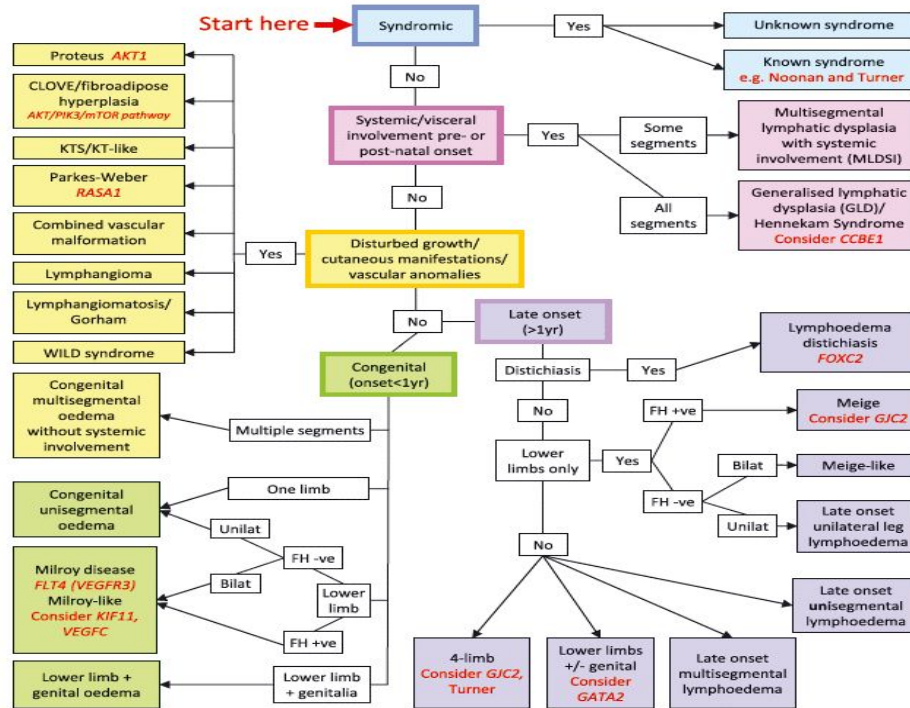 Start here
Syndromic
Yes
Unknown syndrome
Known syndrome
e.g. Noonan and Turner
No
Systemic/visceral
involvement pre- or
post-natal onset
Yes
Some
segments
Multisegmental
lymphatic dysplasia
with systemic
involvement (MLDSI)
All
segments
Generalised lymphatic
dysplasia (GLD)/
Hennekam Syndrome
Consider CCBE1
No
Disturbed growth/
cutaneous manifestations/
vascular anomalies
Yes
Proteus AKT1
CLOVE/fibroadipose
hyperplasia
AKT/PIK3/mTOR pathway
KTS/KT-like
Parkes-Weber
RASA1
Combined vascular
malformation
Lymphangioma
Lymphangiomatosis/
Gorham
WILD syndrome
No
Congenital
(onset<1yr)
Multiple segments
Congenital
multisegmental
oedema
without systemic
involvement
One limb
Congenital
unisegmental
oedema
Unilat
FH -ve
Bilat
Lower
limb
FH +ve
Milroy disease
FLT4 (VEGFR3)
Milroy-like
Consider KIF11,
VEGFC
Lower limb
+ genitalia
Lower limb +
genital oedema
Late onset
(>1yr)
Distichiasis
Yes
Lymphoedema
distichiasis
FOXC2
No
Lower
limbs only
Yes
FH +ve
Meige
Consider GJC2
FH -ve
Bilat
Meige-like
Unilat
Late onset
unilateral leg
lymphoedema
No
4-limb
Consider GJC2,
Turner
Lower limbs
+/- genital
Consider
GATA2
Late onset
multisegmental
lymphoedema
Late onset
unisegmental
lymphoedema